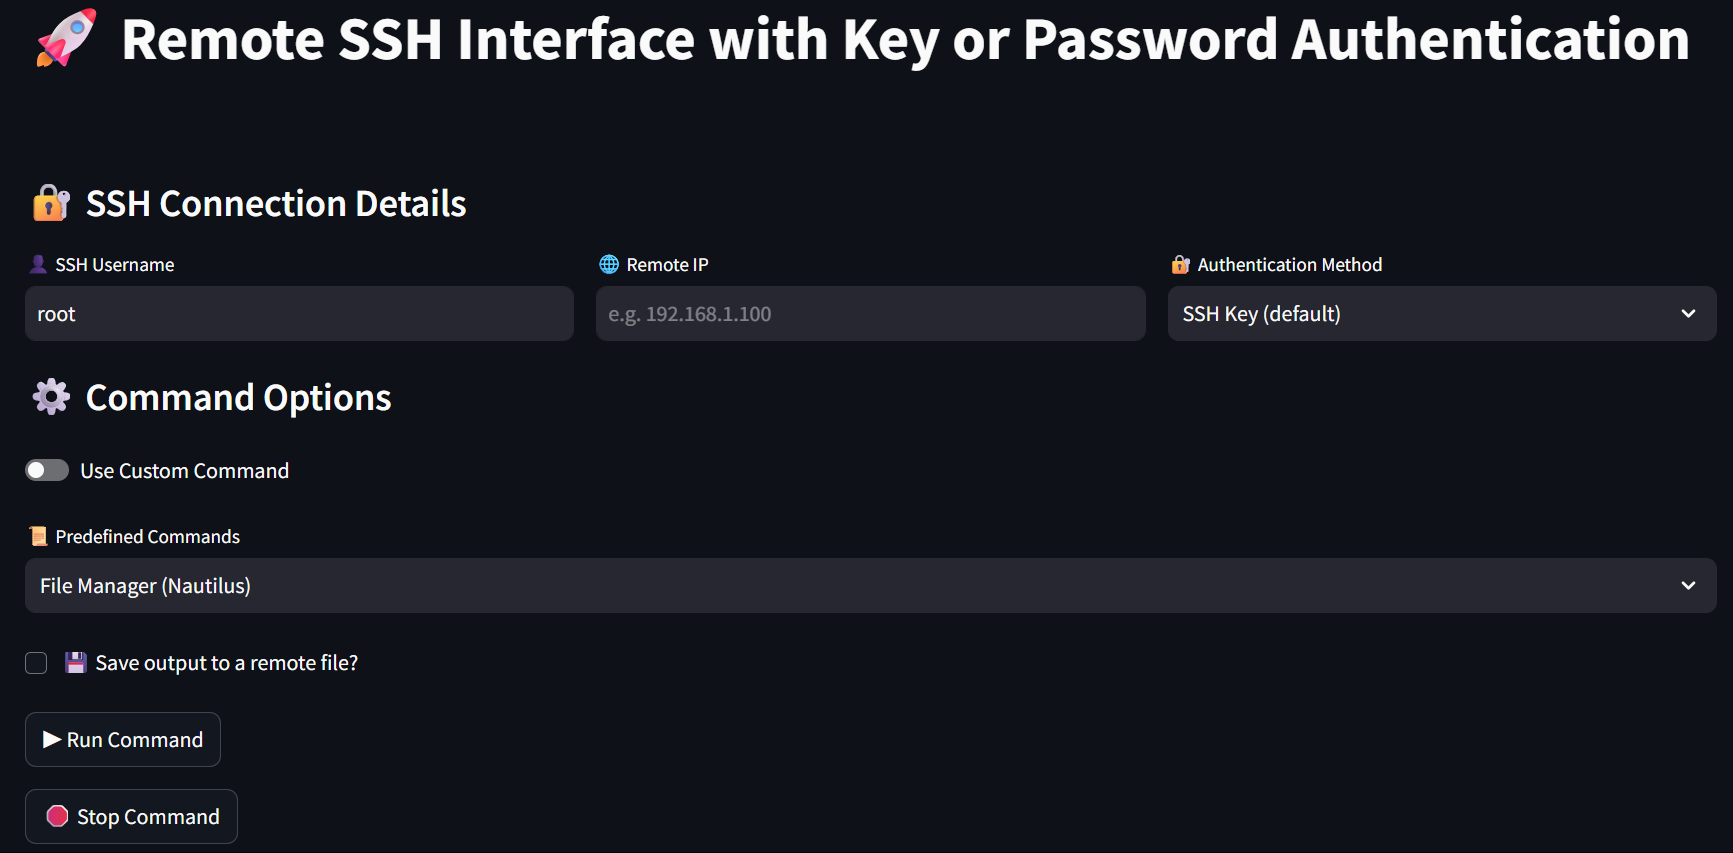 Remote SSH Interface with Key or Password Authentication
SSH Connection Details
SSH Username
Remote IP
Authentication Method
root
e.g. 192.168.1.100
SSH Key (default)
Command Options
Use Custom Command
Predefined Commands
File Manager (Nautilus)
Save output to a remote file?
Run Command
Stop Command